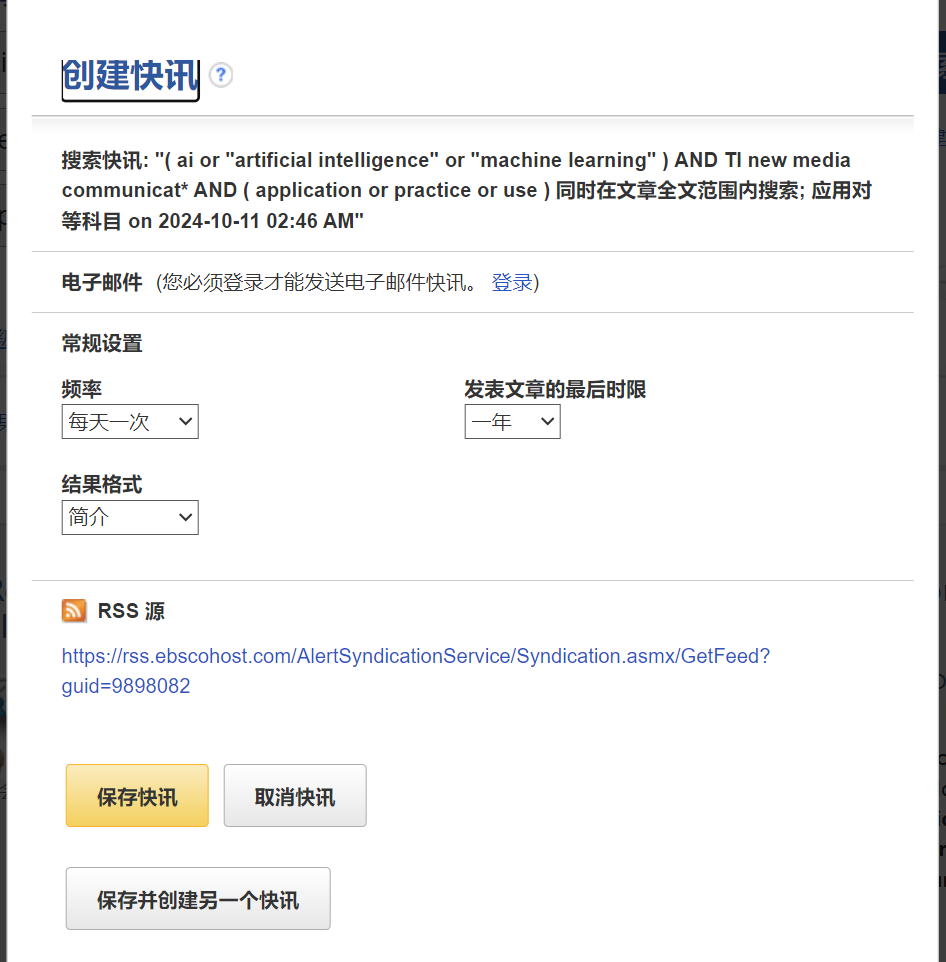 创建快讯 ?
搜索快讯: "( ai or "artificial intelligence" or "machine learning" ) AND TI new media
communicat* AND ( application or practice or use ) 同时在文章全文范围内搜索; 应用对
等科目 on 2024-10-11 02:46 AM"
电子邮件 (您必须登录才能发送电子邮件快讯。 登录)
常规设置
频率 发表文章的最后时限
每天一次 一年
结果格式
简介
RSS 源
https://rss.ebscohost.com/AlertSyndicationService/Syndication.asmx/GetFeed?
guid=9898082
保存快讯 取消快讯
保存并创建另一个快讯